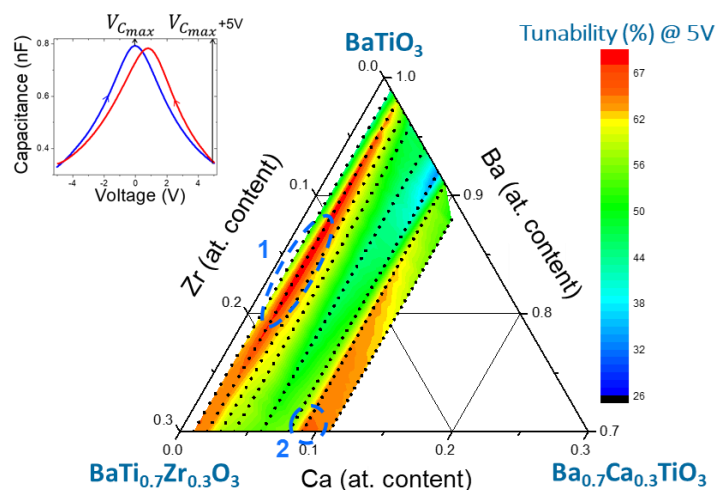 V_Cmax V_Cmax+5V
Capacitance (nF)
0.8
0.6
0.4
-4 -2 0 2 4
Voltage (V)
BaTiO3
Tunability (%) @ 5V
67
62
56
50
44
38
32
26
0.0 1.0
0.1 0.9
0.2 0.8
0.3 0.7
Zr (at. content)
Ba (at. content)
1
2
0.0 0.1 0.2 0.3
Ca (at. content)
BaTi0.7Zr0.3O3
Ba0.7Ca0.3TiO3